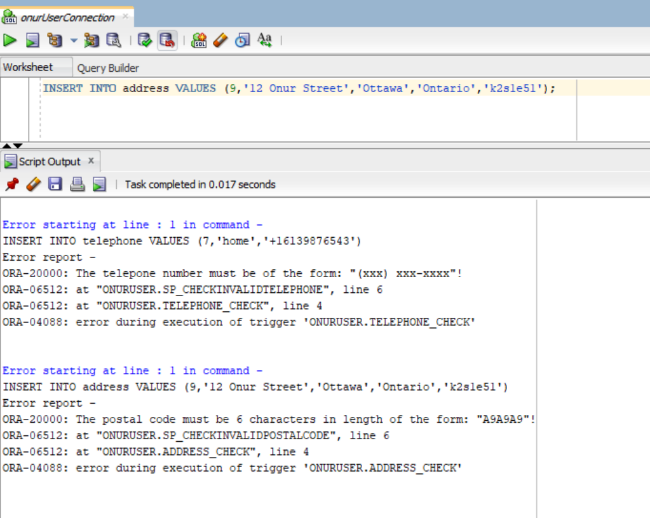 onurUserConnection
Worksheet
Query Builder
INSERT INTO address VALUES (9,'12 Onur Street','Ottawa','Ontario','k2s1e51');
Script Output
Task completed in 0.017 seconds
Error starting at line : 1 in command -
INSERT INTO telephone VALUES (7,'home','+16139876543')
Error report -
ORA-20000: The telepone number must be of the form: "(xxx) xxx-xxxx"!
ORA-06512: at "ONURUSER.SP_CHECKINVALIDTELEPHONE", line 6
ORA-06512: at "ONURUSER.TELEPHONE_CHECK", line 4
ORA-04088: error during execution of trigger 'ONURUSER.TELEPHONE_CHECK'
Error starting at line : 1 in command -
INSERT INTO address VALUES (9,'12 Onur Street','Ottawa','Ontario','k2s1e51')
Error report -
ORA-20000: The postal code must be 6 characters in length of the form: "A9A9A9"!
ORA-06512: at "ONURUSER.SP_CHECKINVALIDPOSTALCODE", line 6
ORA-06512: at "ONURUSER.ADDRESS_CHECK", line 4
ORA-04088: error during execution of trigger 'ONURUSER.ADDRESS_CHECK'